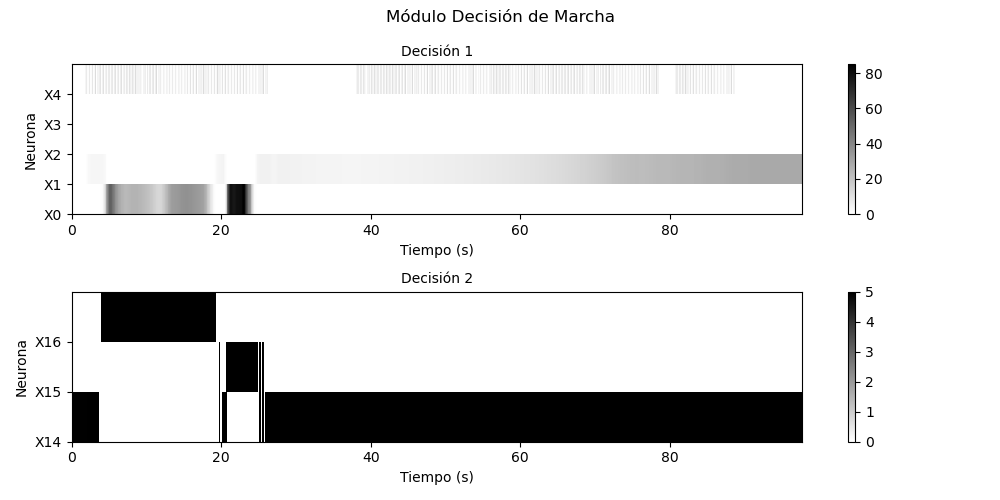 Módulo Decisión de Marcha
Decisión 1
Neurona
X4
X3
X2
X1
X0
0 20 40 60 80
Tiempo (s)
80
60
40
20
0
Decisión 2
Neurona
X16
X15
X14
0 20 40 60 80
Tiempo (s)
5
4
3
2
1
0